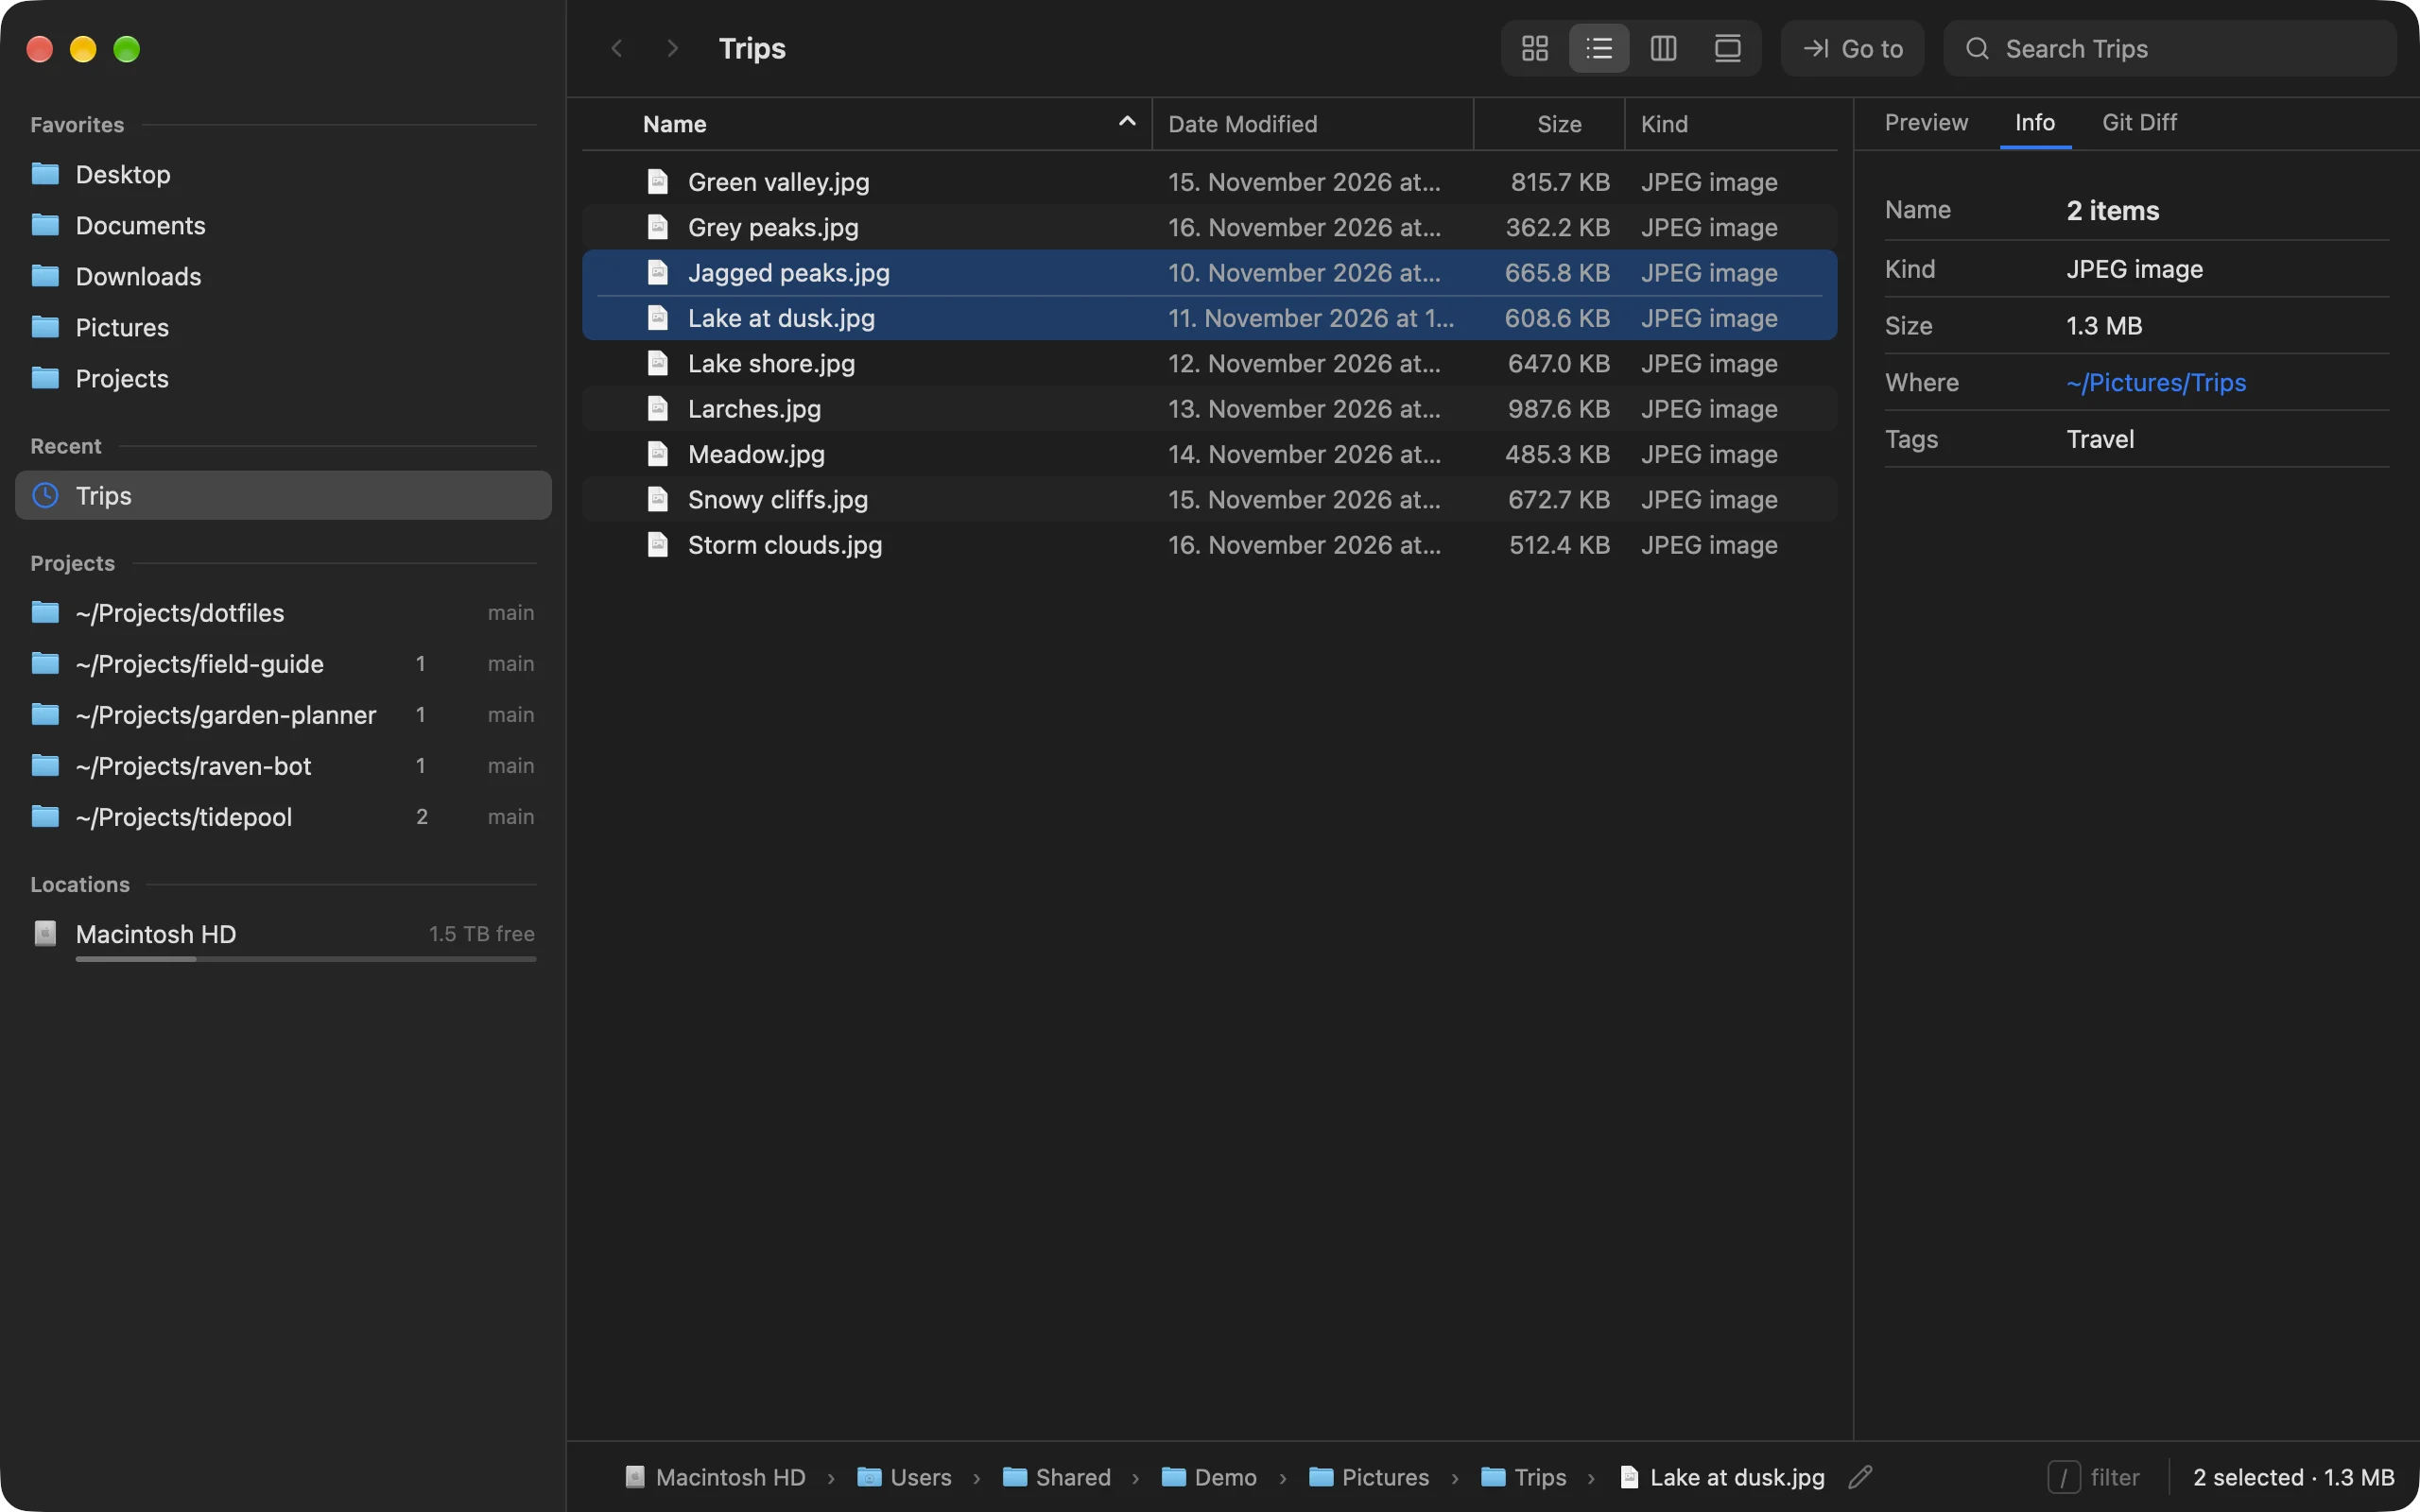 Trips
Go to
Search Trips
Favorites
Desktop
Documents
Downloads
Pictures
Projects
Recent
Trips
Projects
~/Projects/dotfiles main
~/Projects/field-guide 1 main
~/Projects/garden-planner 1 main
~/Projects/raven-bot 1 main
~/Projects/tidepool 2 main
Locations
Macintosh HD 1.5 TB free
Name Date Modified Size Kind
Green valley.jpg 15. November 2026 at... 815.7 KB JPEG image
Grey peaks.jpg 16. November 2026 at... 362.2 KB JPEG image
Jagged peaks.jpg 10. November 2026 at... 665.8 KB JPEG image
Lake at dusk.jpg 11. November 2026 at 1... 608.6 KB JPEG image
Lake shore.jpg 12. November 2026 at... 647.0 KB JPEG image
Larches.jpg 13. November 2026 at... 987.6 KB JPEG image
Meadow.jpg 14. November 2026 at... 485.3 KB JPEG image
Snowy cliffs.jpg 15. November 2026 at... 672.7 KB JPEG image
Storm clouds.jpg 16. November 2026 at... 512.4 KB JPEG image
Preview Info Git Diff
Name 2 items
Kind JPEG image
Size 1.3 MB
Where ~/Pictures/Trips
Tags Travel
Macintosh HD › Users › Shared › Demo › Pictures › Trips › Lake at dusk.jpg
/ filter
2 selected · 1.3 MB